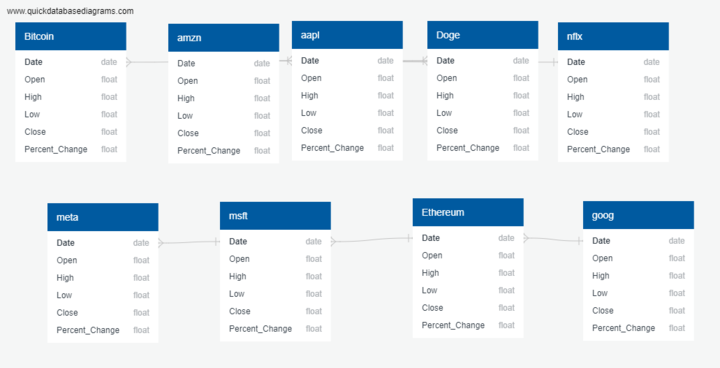 www.quickdatabasediagrams.com
Bitcoin
Date date
Open float
High float
Low float
Close float
Percent_Change float
amzn
Date date
Open float
High float
Low float
Close float
Percent_Change float
aapl
Date date
Open float
High float
Low float
Close float
Percent_Change float
Doge
Date date
Open float
High float
Low float
Close float
Percent_Change float
nflx
Date date
Open float
High float
Low float
Close float
Percent_Change float
meta
Date date
Open float
High float
Low float
Close float
Percent_Change float
msft
Date date
Open float
High float
Low float
Close float
Percent_Change float
Ethereum
Date date
Open float
High float
Low float
Close float
Percent_Change float
goog
Date date
Open float
High float
Low float
Close float
Percent_Change float